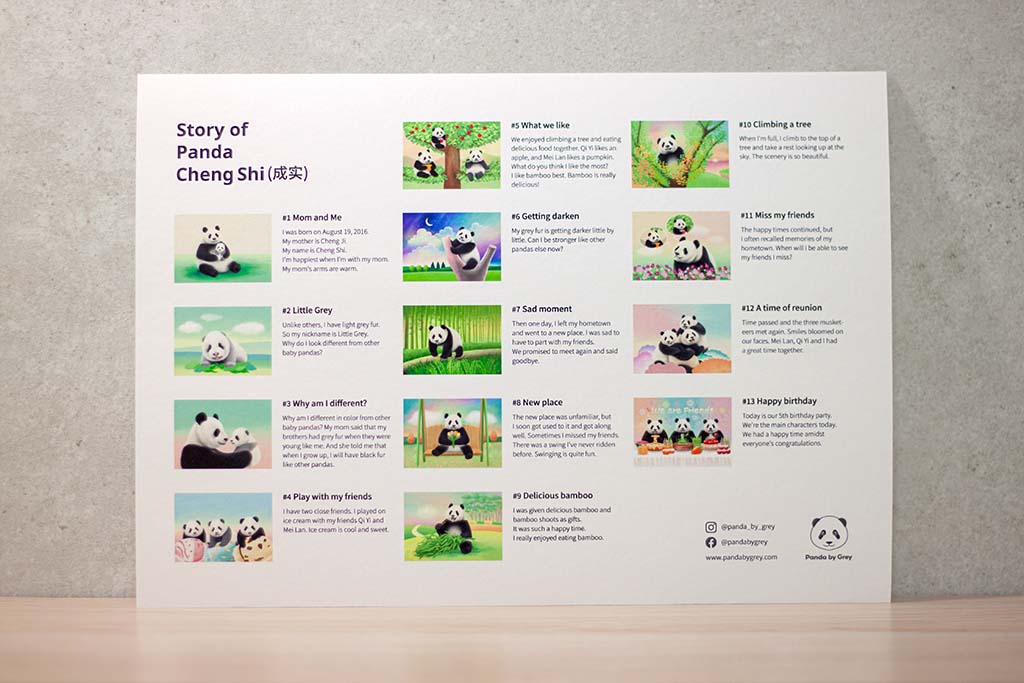 Story of
Panda
Cheng Shi (成实)
#1 Mom and Me
I was born on August 19, 2016.
My mother is Cheng Ji.
My name is Cheng Shi.
I'm happiest when I'm with my mom.
My mom's arms are warm.
#2 Little Grey
Unlike others, I have light grey fur.
So my nickname is Little Grey.
Why do I look different from other
baby pandas?
#3 Why am I different?
Why am I different in color from other
baby pandas? My mom said that my
brothers had grey fur when they were
young like me. And she told me that
when I grow up, I will have black fur
like other pandas.
#4 Play with my friends
I have two close friends. I played on
ice cream with my friends Qi Yi and
Mei Lan. Ice cream is cool and sweet.
#5 What we like
We enjoyed climbing a tree and eating
delicious food together. Qi Yi likes an
apple, and Mei Lan likes a pumpkin.
What do you think I like the most?
I like bamboo best. Bamboo is really
delicious!
#6 Getting darken
My grey fur is getting darker little by
little. Can I be stronger like other
pandas else now?
#7 Sad moment
Then one day, I left my hometown
and went to a new place. I was sad to
have to part with my friends.
We promised to meet again and said
goodbye.
#8 New place
The new place was unfamiliar, but
I soon got used to it and got along
well. Sometimes I missed my friends.
There was a swing I've never ridden
before. Swinging is quite fun.
#9 Delicious bamboo
I was given delicious bamboo and
bamboo shoots as gifts.
It was such a happy time.
I really enjoyed eating bamboo.
#10 Climbing a tree
When I'm full, I climb to the top of a
tree and take a rest looking up at the
sky. The scenery is so beautiful.
#11 Miss my friends
The happy times continued, but
I often recalled memories of my
hometown. When will i be able to see
my friends I miss?
#12 A time of reunion
Time passed and the three musket-
eers met again. Smiles bloomed on
our faces. Mei Lan, Qi Yi and I had
a great time together.
We are Friends
#13 Happy birthday
Today is our 5th birthday party.
We're the main characters today.
We had a happy time amidst
everyone's congratulations.
@panda_by_grey
@pandabygrey
www.pandabygrey.com
Panda by Grey